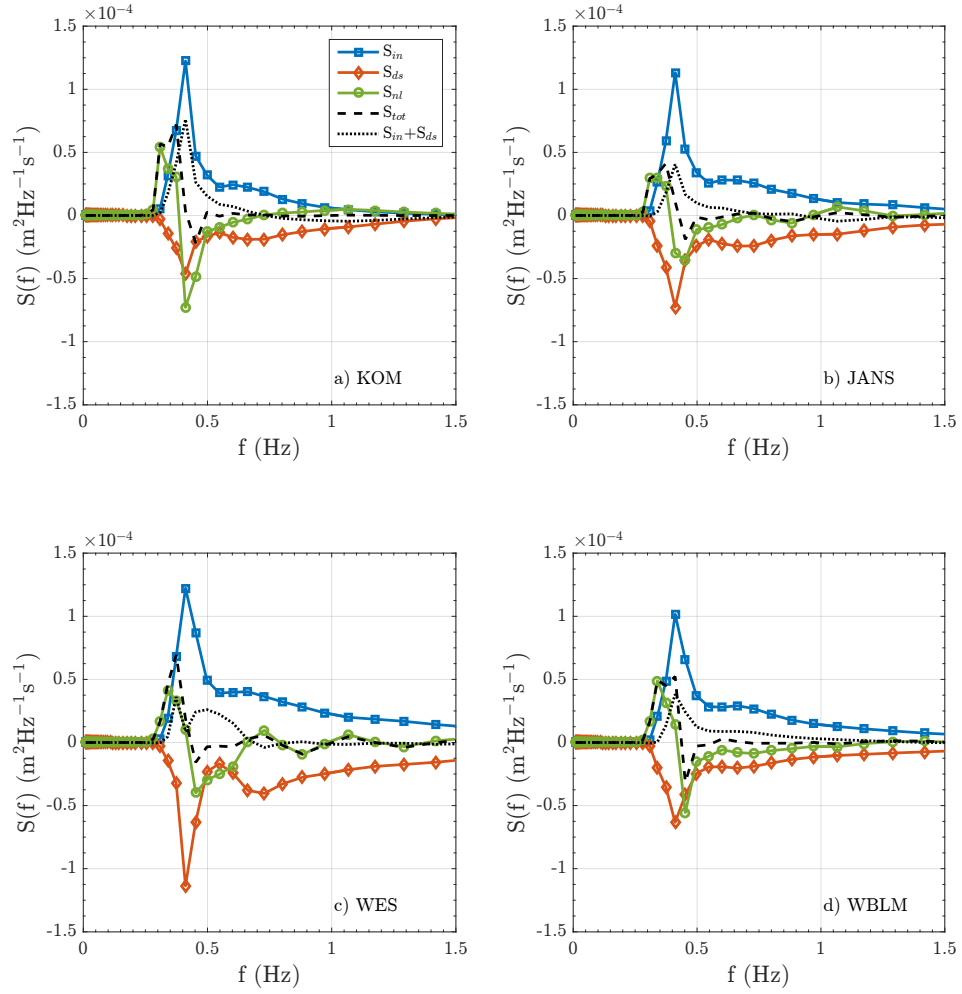 ×10⁻⁴
1.5
1
0.5
0
-0.5
-1
-1.5
S(f) (m²Hz⁻¹s⁻¹)
S_in
S_ds
S_nl
S_tot
S_in+S_ds
a) KOM
0 0.5 1 1.5
f (Hz)
×10⁻⁴
1.5
1
0.5
0
-0.5
-1
-1.5
S(f) (m²Hz⁻¹s⁻¹)
b) JANS
0 0.5 1 1.5
f (Hz)
×10⁻⁴
1.5
1
0.5
0
-0.5
-1
-1.5
S(f) (m²Hz⁻¹s⁻¹)
c) WES
0 0.5 1 1.5
f (Hz)
×10⁻⁴
1.5
1
0.5
0
-0.5
-1
-1.5
S(f) (m²Hz⁻¹s⁻¹)
d) WBLM
0 0.5 1 1.5
f (Hz)